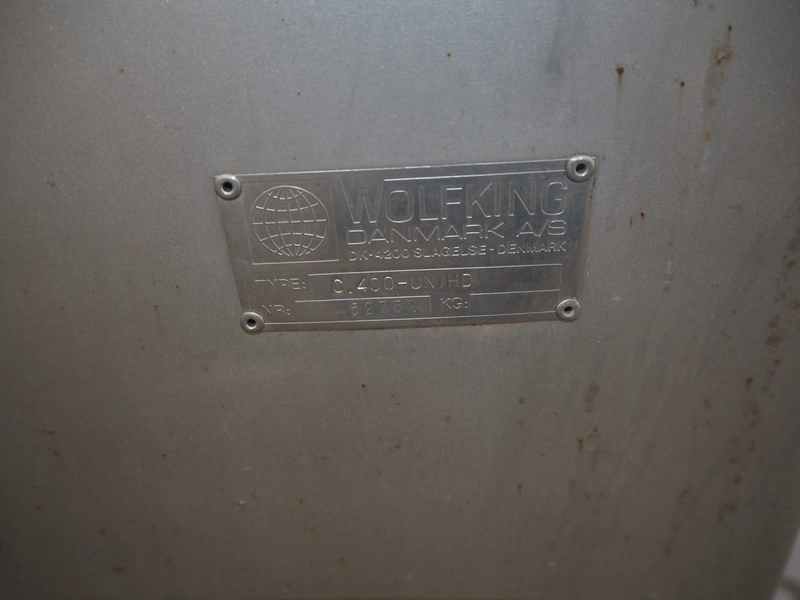 WOLFKING
DANMARK A/S
DK-4200 SLAGELSE - DENMARK
TYPE: C.400-UNIHD
NR: KG: